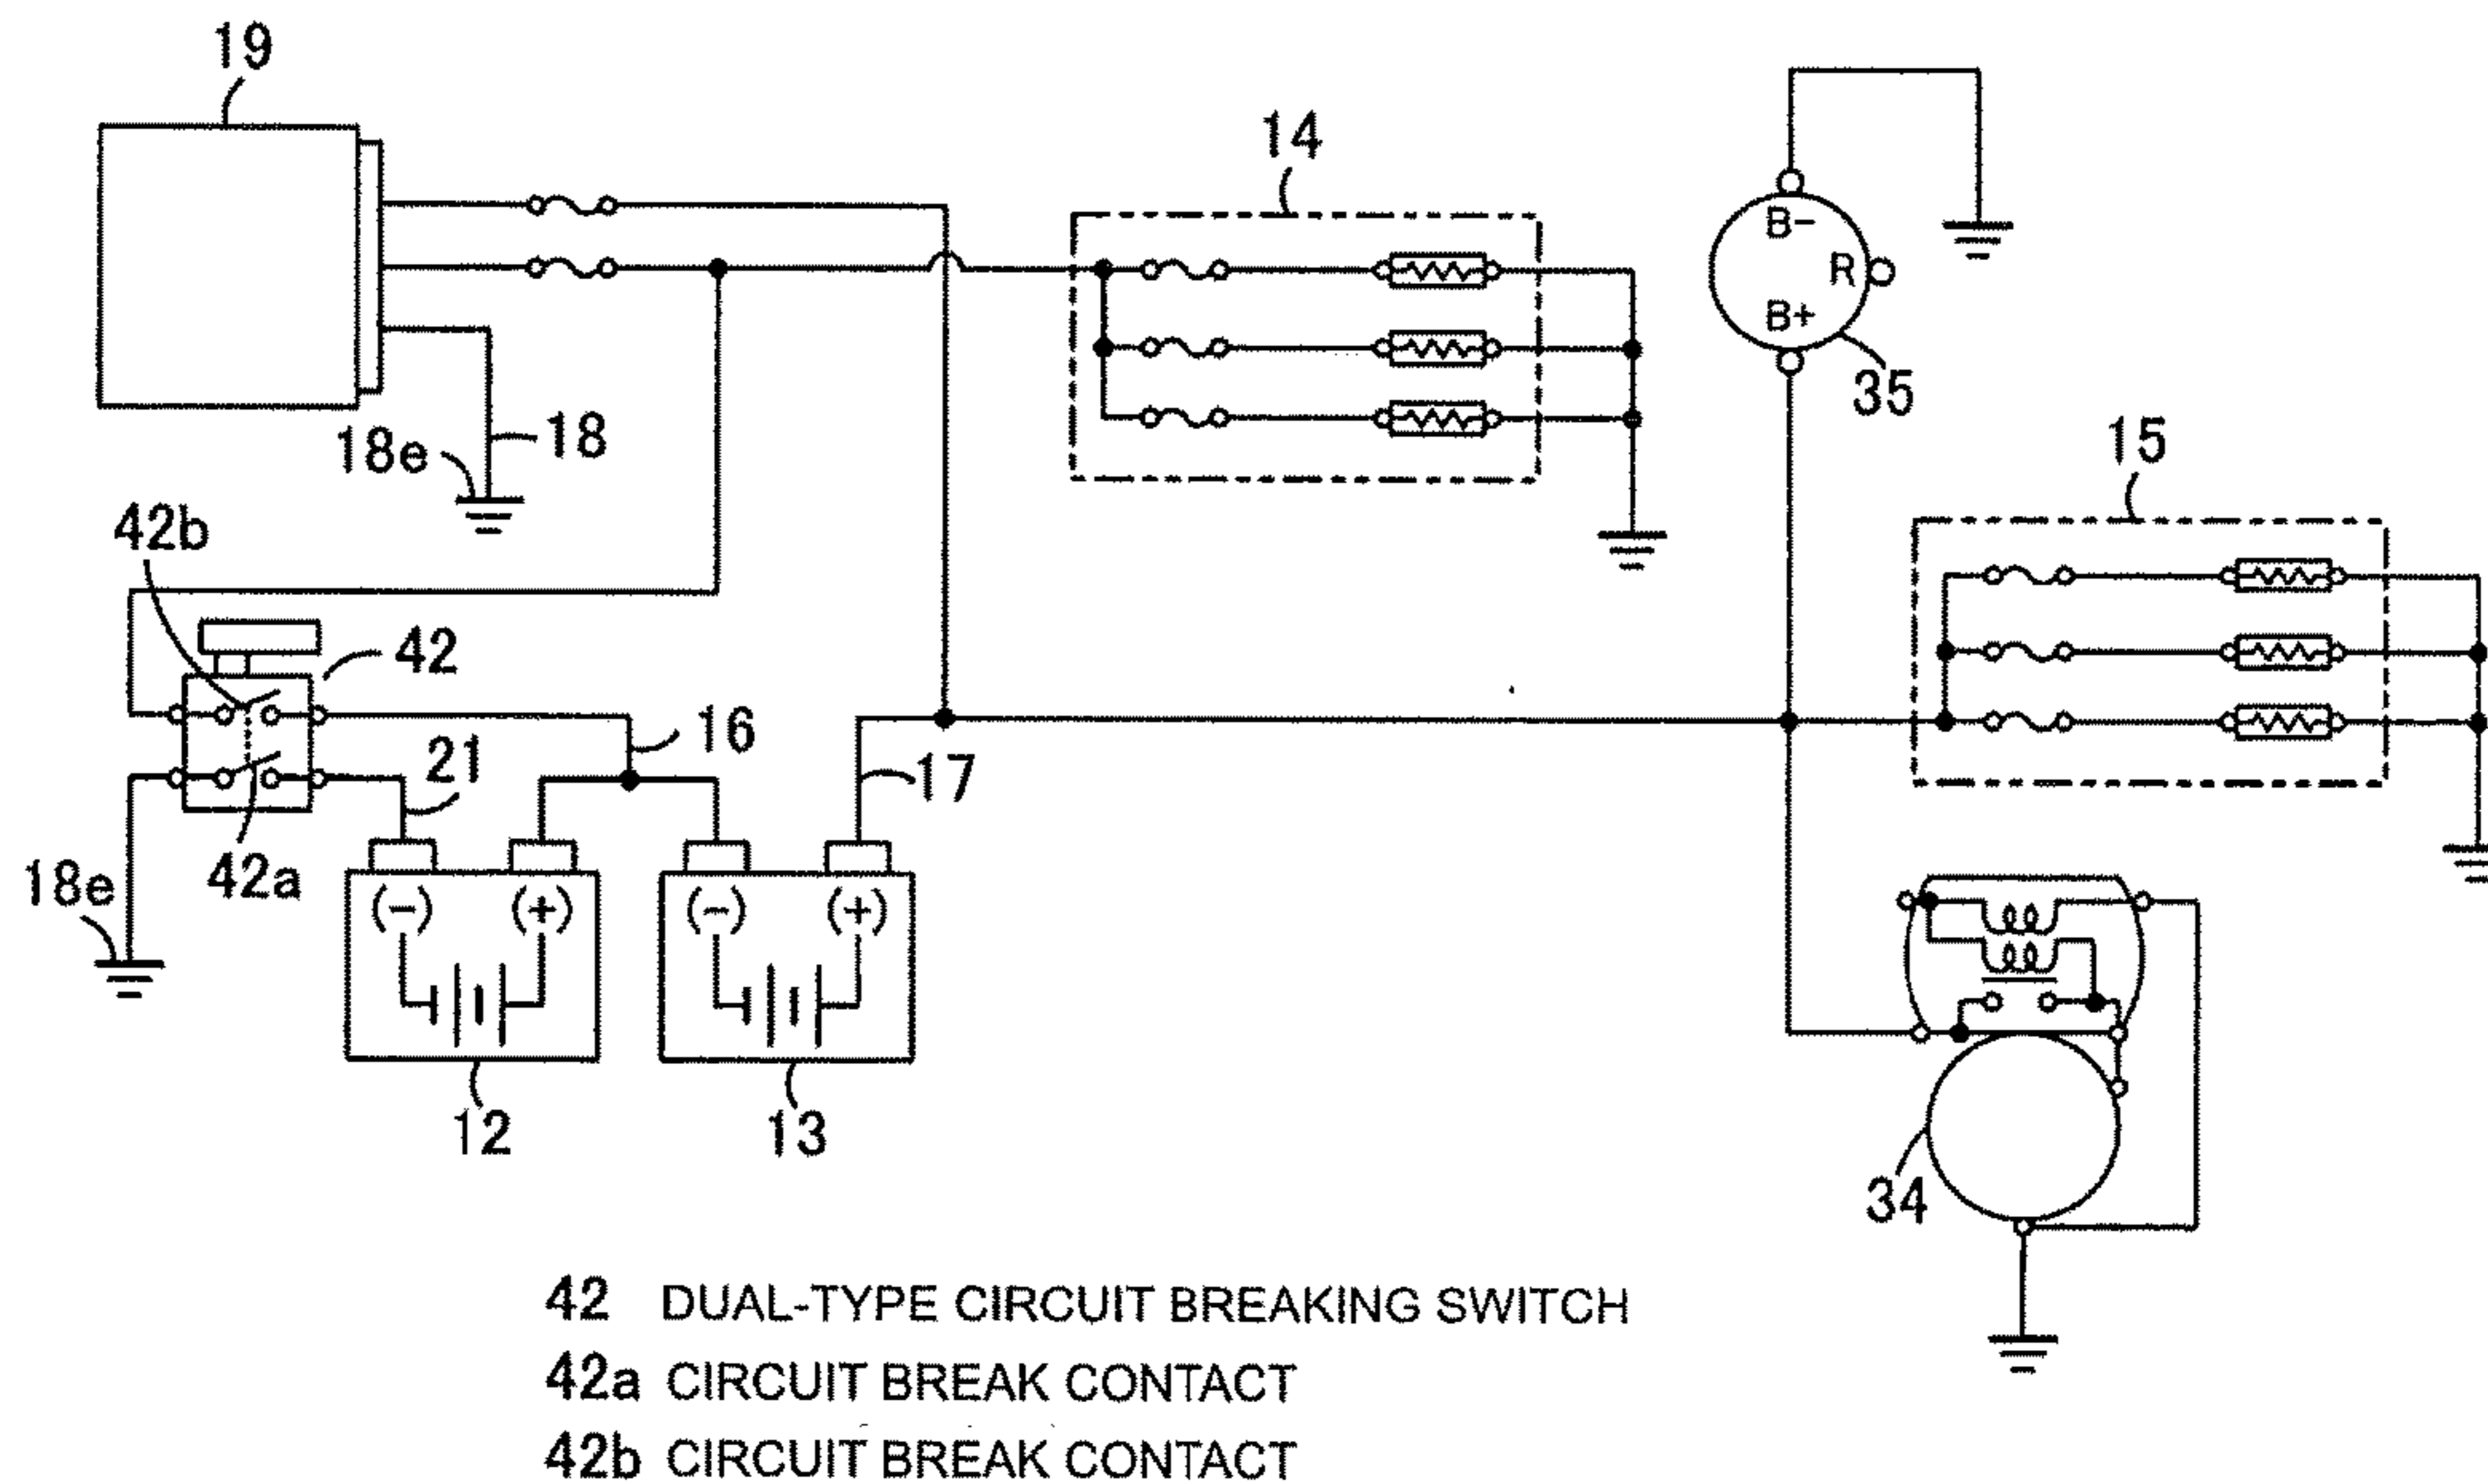 19
14
B-
R
B+
35
18e
18
15
42b
42
16
21
17
42a
18e
(-)
(+)
(-)
(+)
12
13
34
42 DUAL-TYPE CIRCUIT BREAKING SWITCH
42a CIRCUIT BREAK CONTACT
42b CIRCUIT BREAK CONTACT